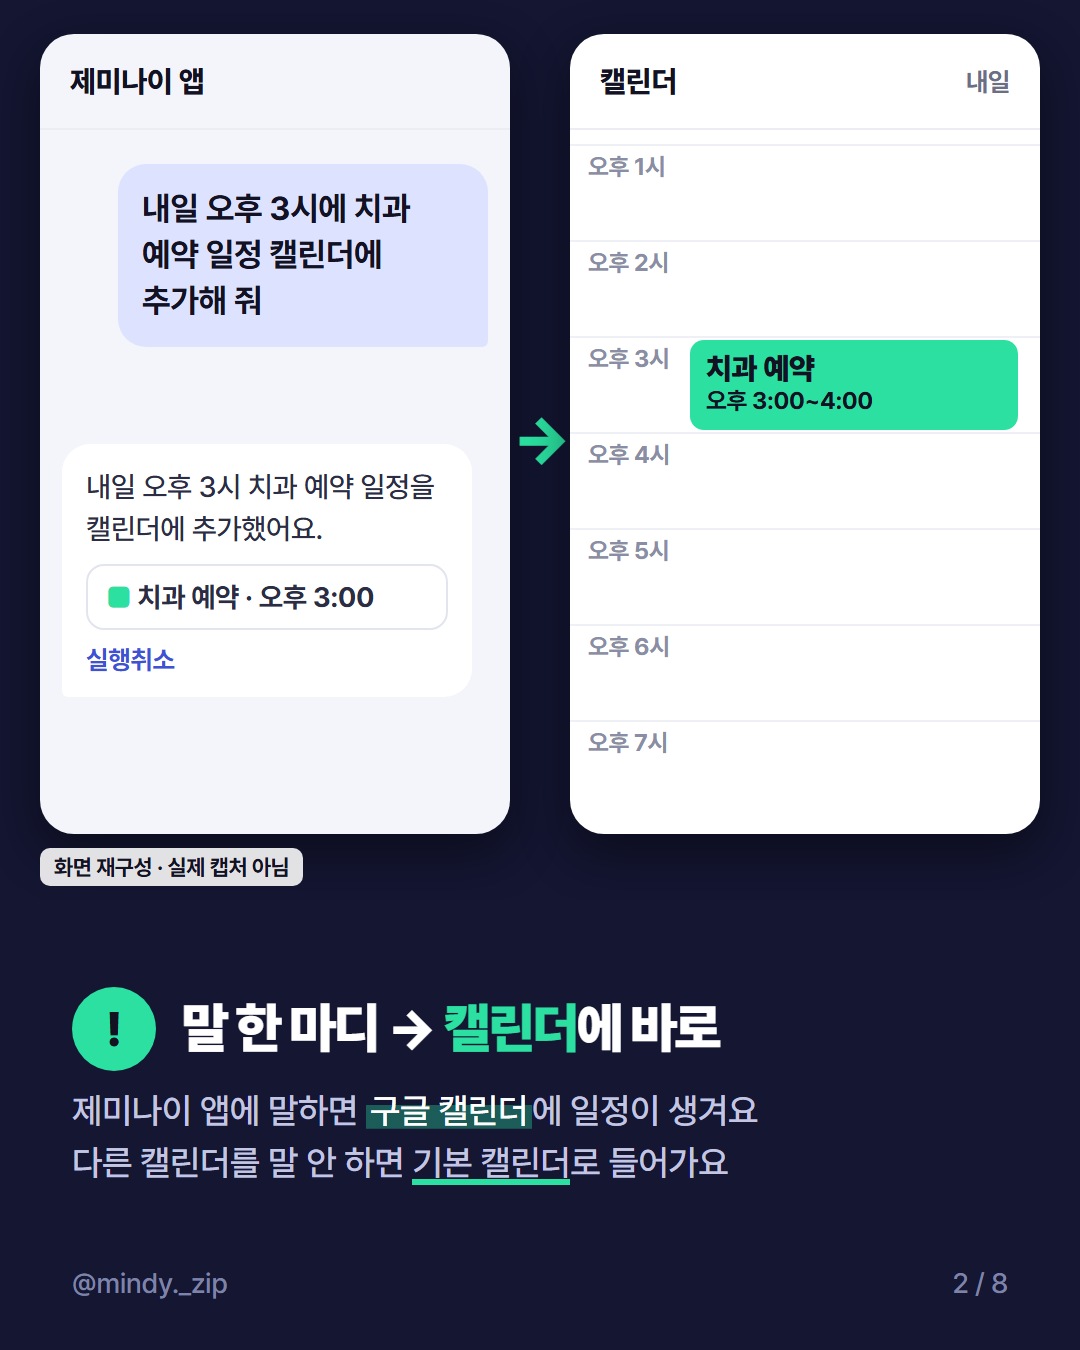 제미나이 앱
내일 오후 3시에 치과
예약 일정 캘린더에
추가해 줘
내일 오후 3시 치과 예약 일정을
캘린더에 추가했어요.
치과 예약 · 오후 3:00
실행취소
캘린더 내일
오후 1시
오후 2시
오후 3시
치과 예약
오후 3:00~4:00
오후 4시
오후 5시
오후 6시
오후 7시
화면 재구성 · 실제 캡처 아님
! 말 한 마디 → 캘린더에 바로
제미나이 앱에 말하면 구글 캘린더에 일정이 생겨요
다른 캘린더를 말 안 하면 기본 캘린더로 들어가요
@mindy._zip 2 / 8